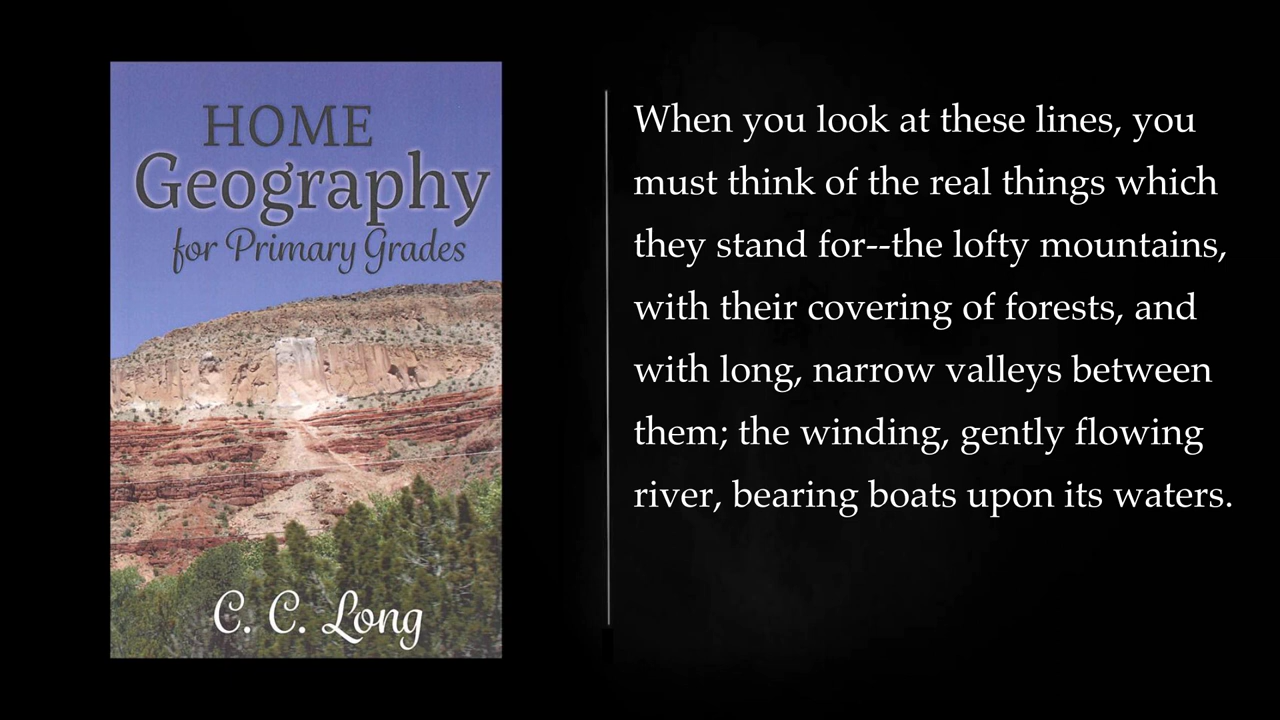 HOME
Geography
for Primary Grades
C. C. Long
When you look at these lines, you
must think of the real things which
they stand for--the lofty mountains,
with their covering of forests, and
with long, narrow valleys between
them; the winding, gently flowing
river, bearing boats upon its waters.